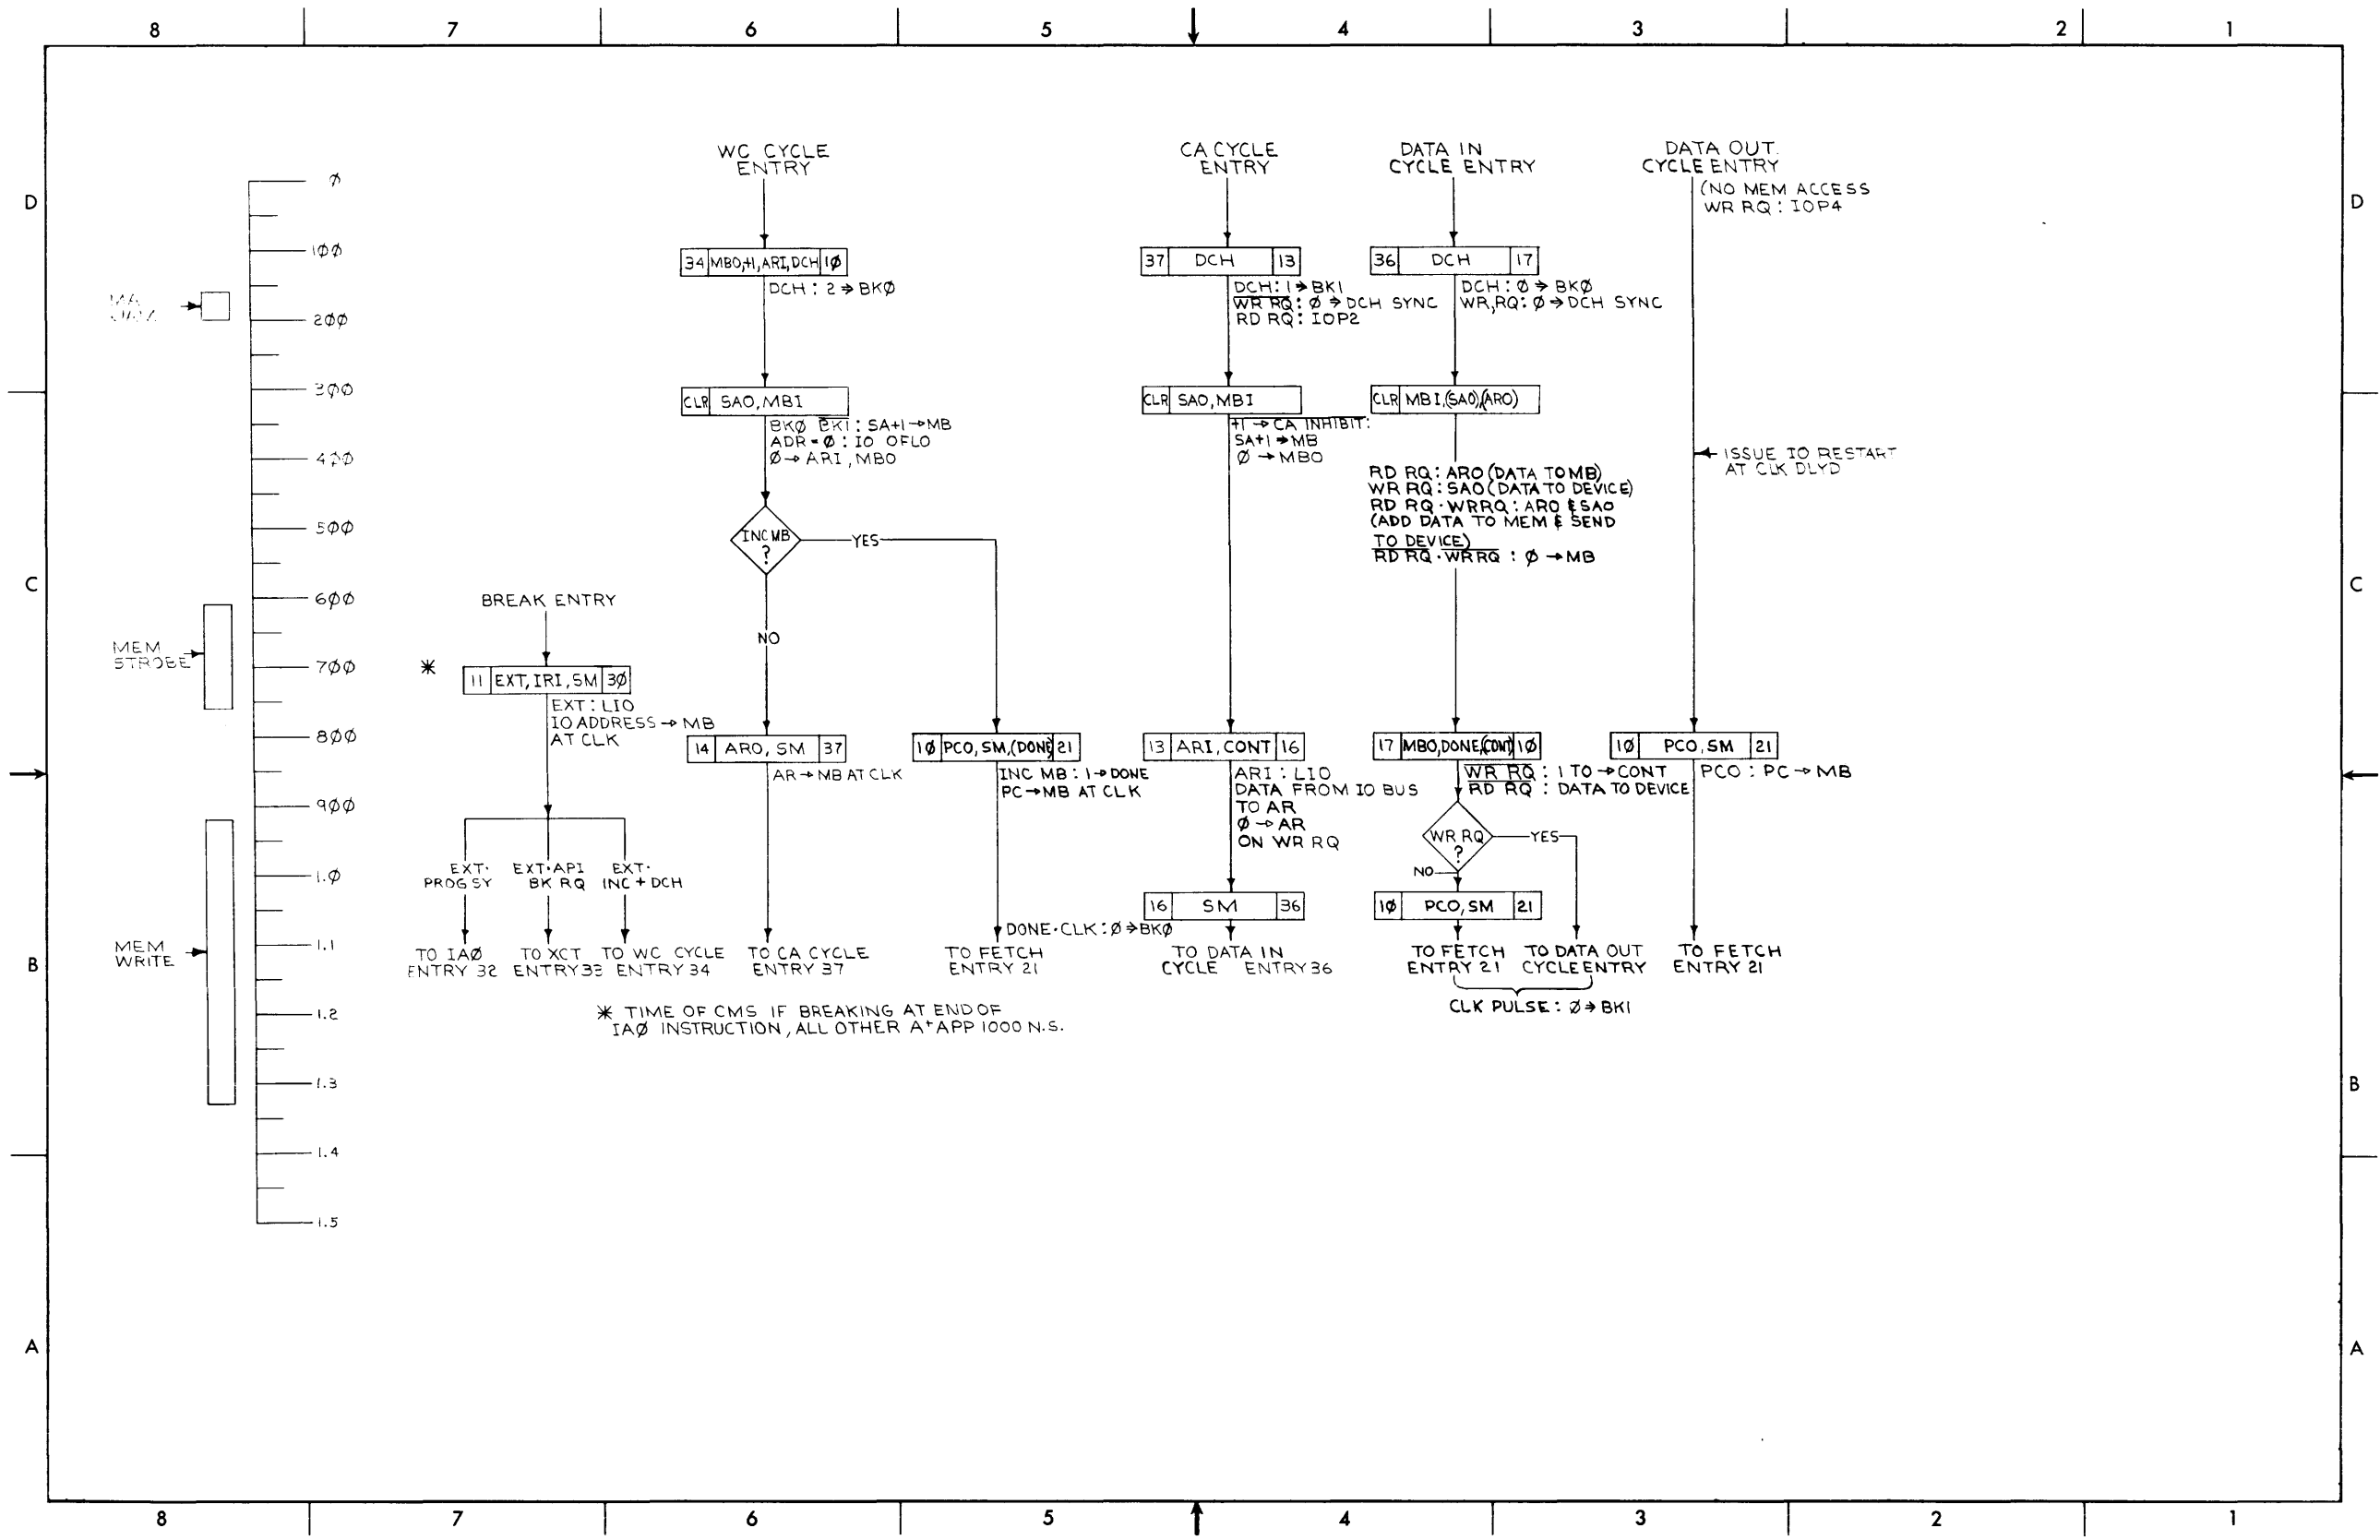 8 7 6 5 4 3 2 1
D
C
B
A
D
C
B
A
Ø
1ØØ
2ØØ
3ØØ
4ØØ
5ØØ
6ØØ
7ØØ
8ØØ
9ØØ
1.Ø
1.1
1.2
1.3
1.4
1.5
MA
MEM
STROBE
MEM
WRITE
*
BREAK ENTRY
11 EXT, IRI, SM 3Ø
EXT: LIO
IO ADDRESS → MB
AT CLK
EXT·
PROG SY
EXT·API
BK RQ
EXT·
INC + DCH
TO IAØ
ENTRY 32
TO XCT
ENTRY 33
TO WC CYCLE
ENTRY 34
WC CYCLE
ENTRY
34 MBO,+1,ARI,DCH 1Ø
DCH: 2 → BKØ
CLR SAO, MBI
BKØ B̅K̅1̅: SA+1→MB
ADR = Ø: IO OFLO
Ø → ARI, MBO
INC MB
?
YES
NO
14 ARO, SM 37
AR → MB AT CLK
TO CA CYCLE
ENTRY 37
1Ø PCO, SM, (DONE) 21
INC MB: 1 → DONE
PC → MB AT CLK
DONE·CLK: Ø → BKØ
TO FETCH
ENTRY 21
* TIME OF CMS IF BREAKING AT END OF
IAØ INSTRUCTION, ALL OTHER A+ APP 1000 N.S.
CA CYCLE
ENTRY
37 DCH 13
DCH: 1 → BK1
W̅R̅ R̅Q̅: Ø → DCH SYNC
RD RQ: IOP2
CLR SAO, MBI
+̅1̅ →̅ C̅A̅ I̅N̅H̅I̅B̅I̅T̅:
SA+1 → MB
Ø → MBO
13 ARI, CONT 16
ARI: LIO
DATA FROM IO BUS
TO AR
Ø → AR
ON WR RQ
16 SM 36
TO DATA IN
CYCLE ENTRY 36
DATA IN
CYCLE ENTRY
36 DCH 17
DCH: Ø → BKØ
WR,RQ: Ø → DCH SYNC
CLR MBI,(SAO),(ARO)
RD RQ: ARO (DATA TO MB)
WR RQ: SAO (DATA TO DEVICE)
RD RQ · WRRQ: ARO & SAO
(ADD DATA TO MEM & SEND
TO DEVICE)
R̅D̅ R̅Q̅ · W̅R̅R̅Q̅ : Ø → MB
17 MBO, DONE,(CONT) 1Ø
W̅R̅ R̅Q̅: 1 TO → CONT
R̅D̅ R̅Q̅: DATA TO DEVICE
WR RQ
?
YES
NO
1Ø PCO, SM 21
TO FETCH
ENTRY 21
TO DATA OUT
CYCLE ENTRY
CLK PULSE: Ø → BK1
DATA OUT
CYCLE ENTRY
(NO MEM ACCESS
WR RQ: IOP4
ISSUE IO RESTART
AT CLK DLYD
1Ø PCO, SM 21
PCO: PC → MB
TO FETCH
ENTRY 21
8 7 6 5 4 3 2 1